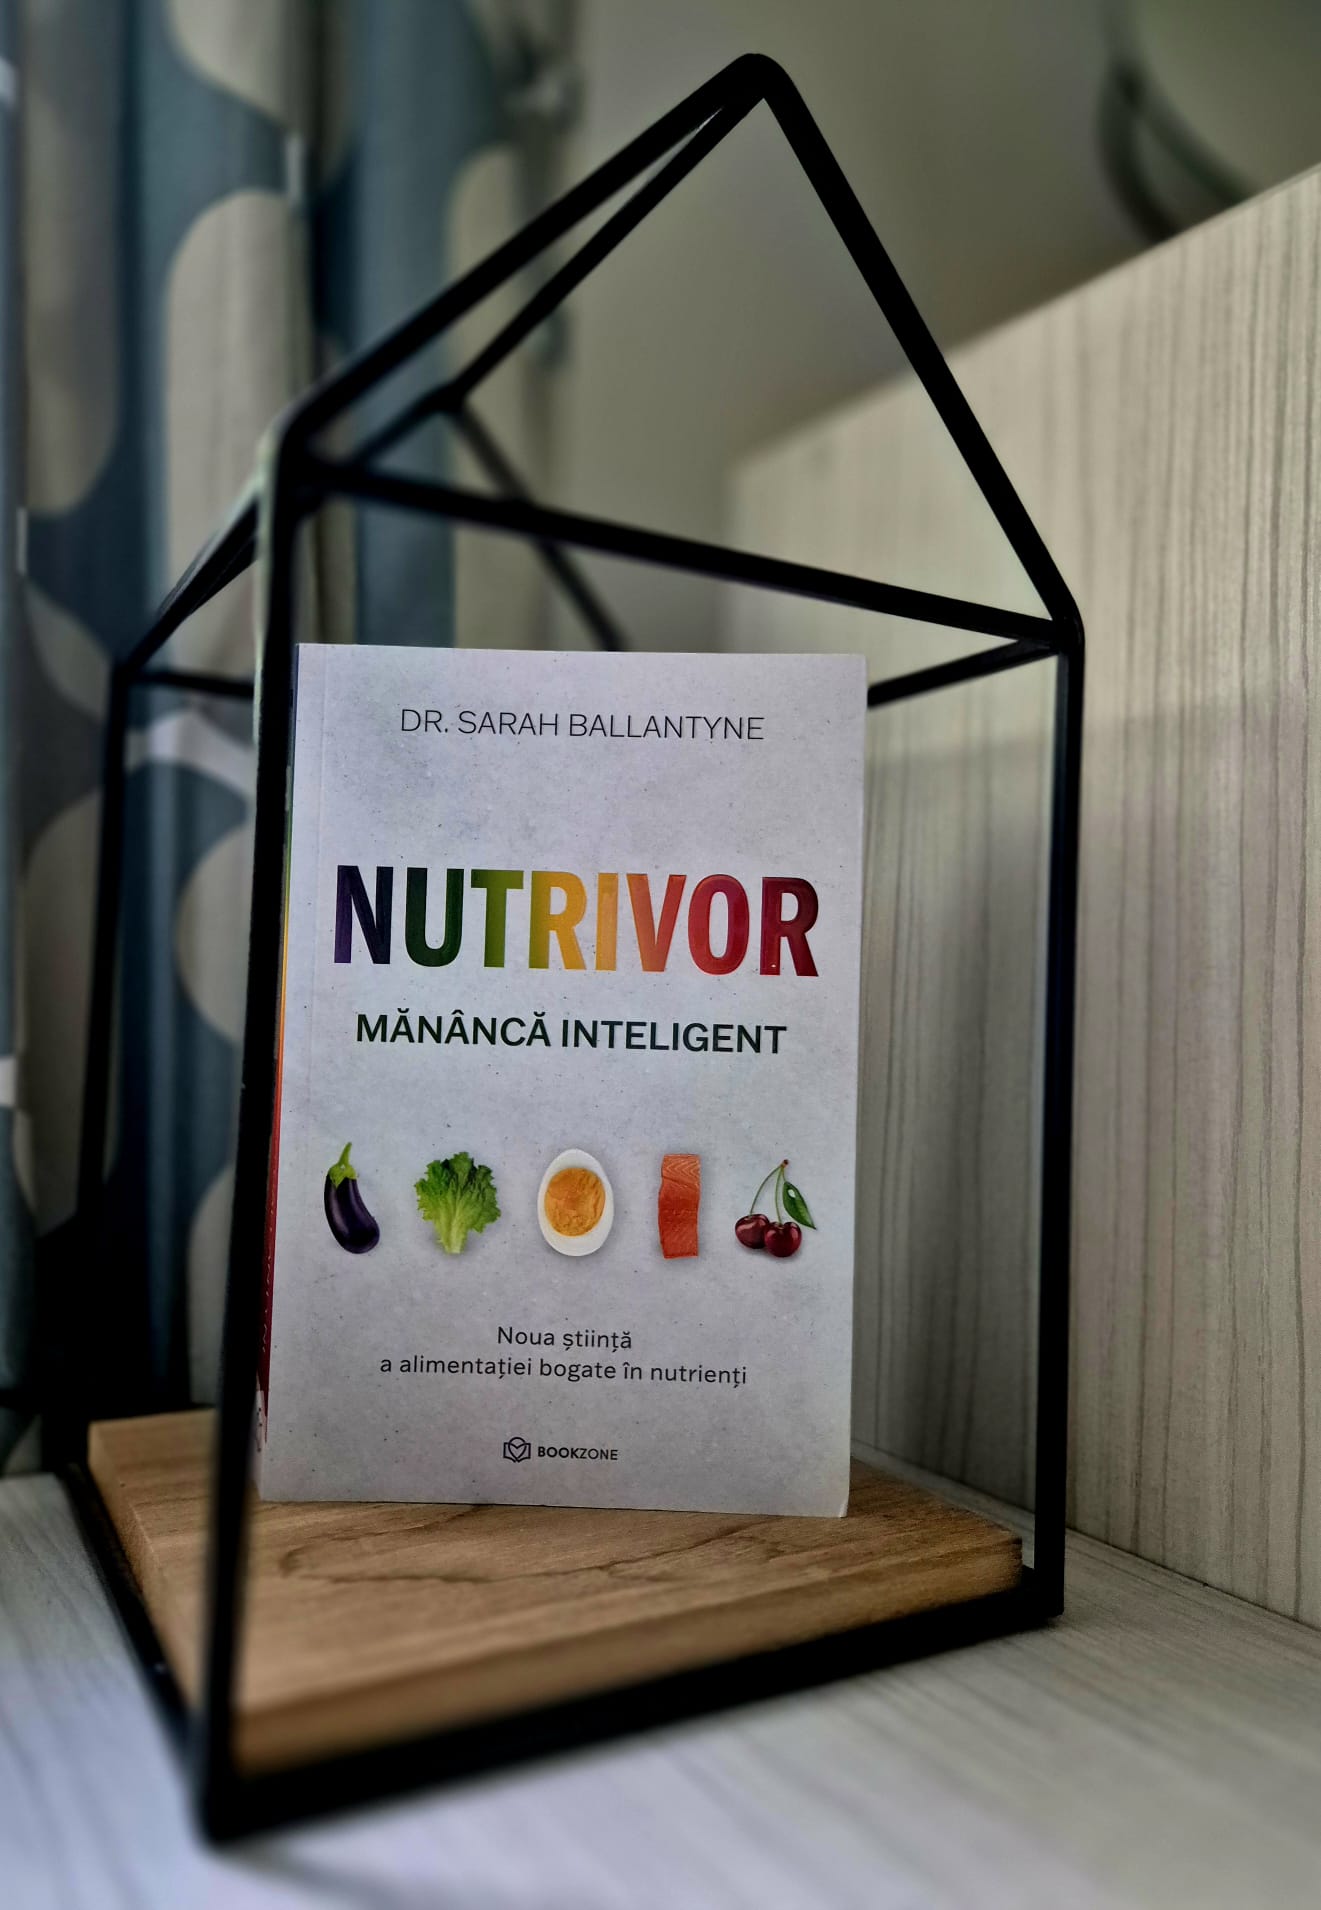 DR. SARAH BALLANTYNE
NUTRIVOR
MĂNÂNCĂ INTELIGENT
Noua știință
a alimentației bogate în nutrienți
BOOKZONE